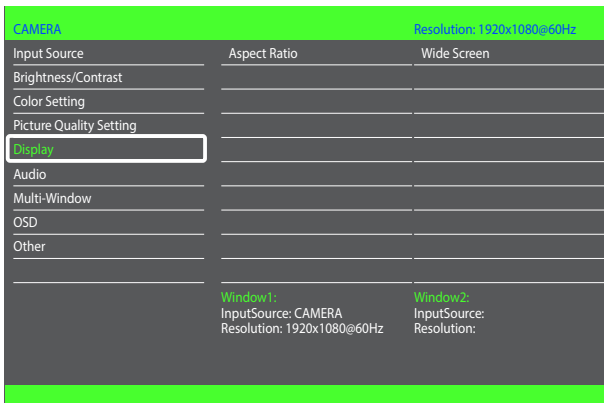 CAMERA Resolution: 1920x1080@60Hz
Input Source Aspect Ratio Wide Screen
Brightness/Contrast
Color Setting
Picture Quality Setting
Display
Audio
Multi-Window
OSD
Other
Window1: Window2:
InputSource: CAMERA InputSource:
Resolution: 1920x1080@60Hz Resolution: